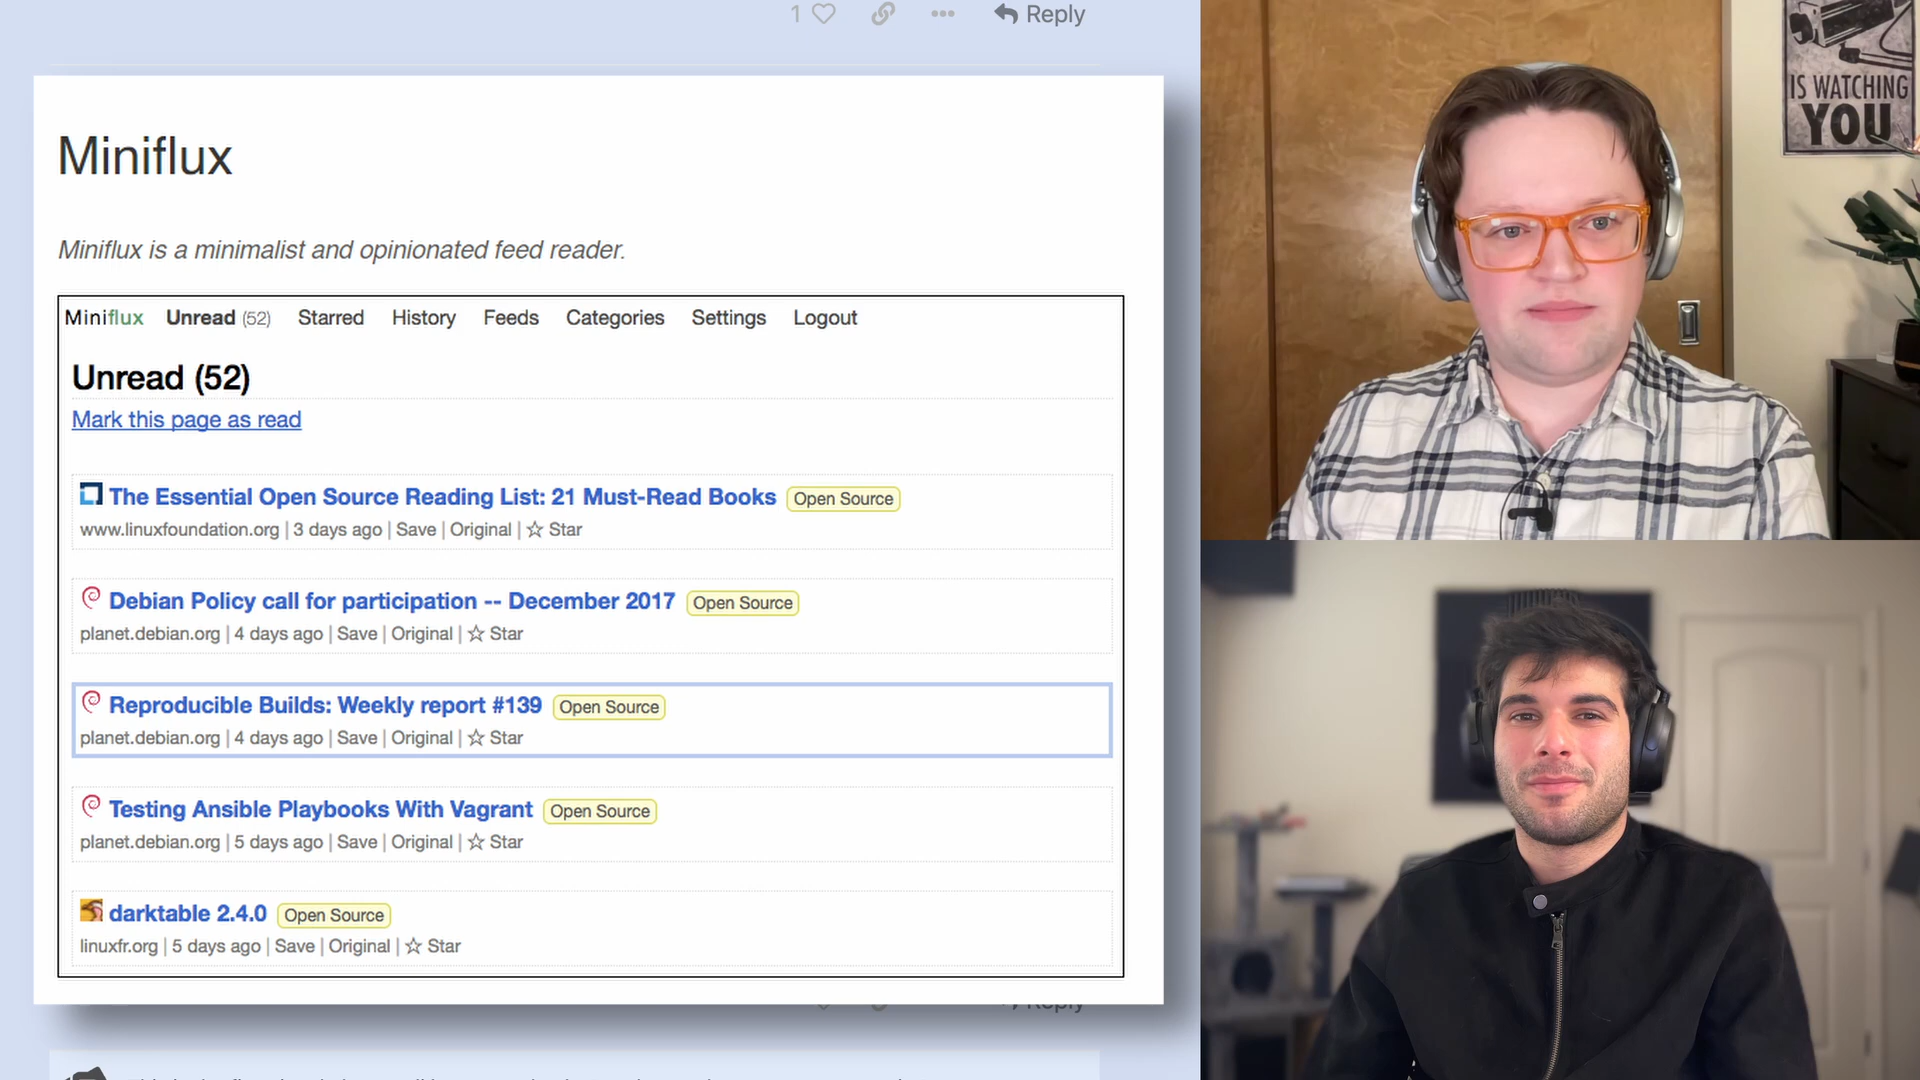 1 Reply
Miniflux
Miniflux is a minimalist and opinionated feed reader.
Miniflux Unread (52) Starred History Feeds Categories Settings Logout
Unread (52)
Mark this page as read
The Essential Open Source Reading List: 21 Must-Read Books Open Source
www.linuxfoundation.org | 3 days ago | Save | Original | ☆ Star
Debian Policy call for participation -- December 2017 Open Source
planet.debian.org | 4 days ago | Save | Original | ☆ Star
Reproducible Builds: Weekly report #139 Open Source
planet.debian.org | 4 days ago | Save | Original | ☆ Star
Testing Ansible Playbooks With Vagrant Open Source
planet.debian.org | 5 days ago | Save | Original | ☆ Star
darktable 2.4.0 Open Source
linuxfr.org | 5 days ago | Save | Original | ☆ Star
Reply
IS WATCHING
YOU